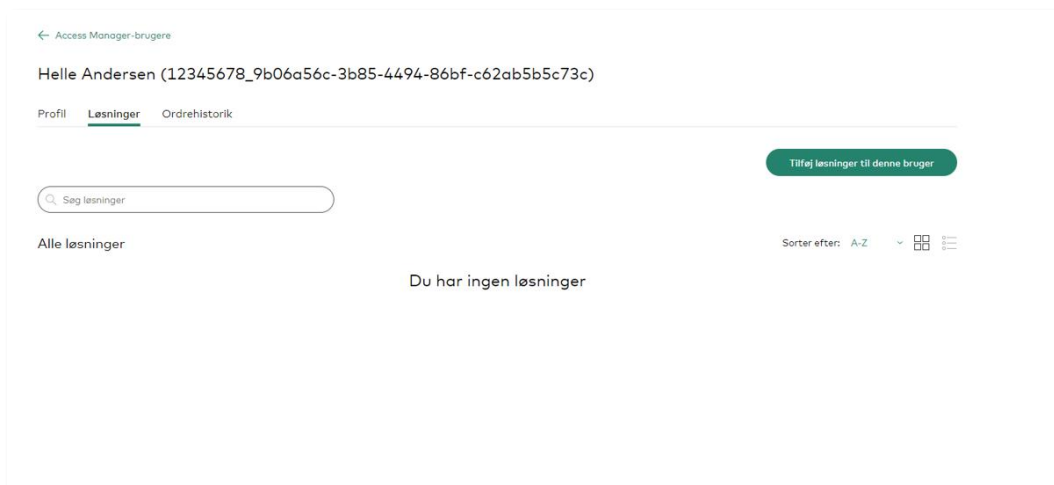 ← Access Manager-brugere
Helle Andersen (12345678_9b06a56c-3b85-4494-86bf-c62ab5b5c73c)
Profil Løsninger Ordrehistorik
Tilføj løsninger til denne bruger
Søg løsninger
Alle løsninger Sorter efter: A-Z
Du har ingen løsninger